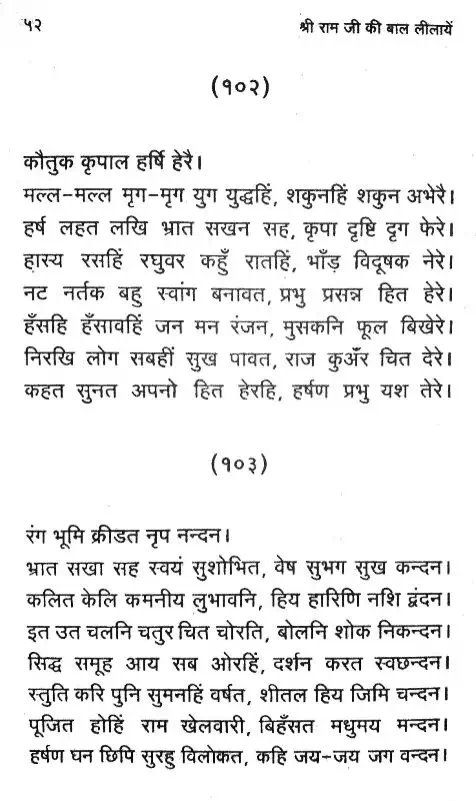 ५२
श्री राम जी की बाल लीलायें
(१०२)
कौतुक कृपाल हर्षि हेरै।
मल्ल-मल्ल मृग-मृग युग युद्धहिं, शकुनहिं शकुन अभेरै।
हर्ष लहत लखि भ्रात सखन सह, कृपा दृष्टि दृग फेरे।
हास्य रसहिं रघुवर कहुँ रातहिं, भाँड़ विदूषक नेरे।
नट नर्तक बहु स्वांग बनावत, प्रभु प्रसन्न हित हेरे।
हँसहि हँसावहिं जन मन रंजन, मुसकनि फूल बिखेरे।
निरखि लोग सबहीं सुख पावत, राज कुअँर चित देरे।
कहत सुनत अपनो हित हेरहि, हर्षण प्रभु यश तेरे।
(१०३)
रंग भूमि क्रीडत नृप नन्दन।
भ्रात सखा सह स्वयं सुशोभित, वेष सुभग सुख कन्दन।
कलित केलि कमनीय लुभावनि, हिय हारिणि नशि द्वंदन।
इत उत चलनि चतुर चित चोरति, बोलनि शोक निकन्दन।
सिद्ध समूह आय सब ओरहिं, दर्शन करत स्वछन्दन।
स्तुति करि पुनि सुमनहिं वर्षत, शीतल हिय जिमि चन्दन।
पूजित होहिं राम खेलवारी, बिहँसत मधुमय मन्दन।
हर्षण घन छिपि सुरहु विलोकत, कहि जय-जय जग वन्दन।